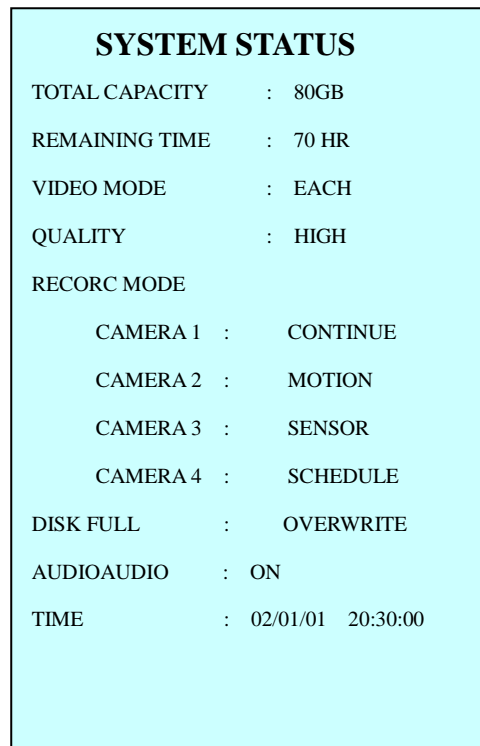 SYSTEM STATUS
TOTAL CAPACITY : 80GB
REMAINING TIME : 70 HR
VIDEO MODE : EACH
QUALITY : HIGH
RECORC MODE
CAMERA 1 : CONTINUE
CAMERA 2 : MOTION
CAMERA 3 : SENSOR
CAMERA 4 : SCHEDULE
DISK FULL : OVERWRITE
AUDIOAUDIO : ON
TIME : 02/01/01 20:30:00